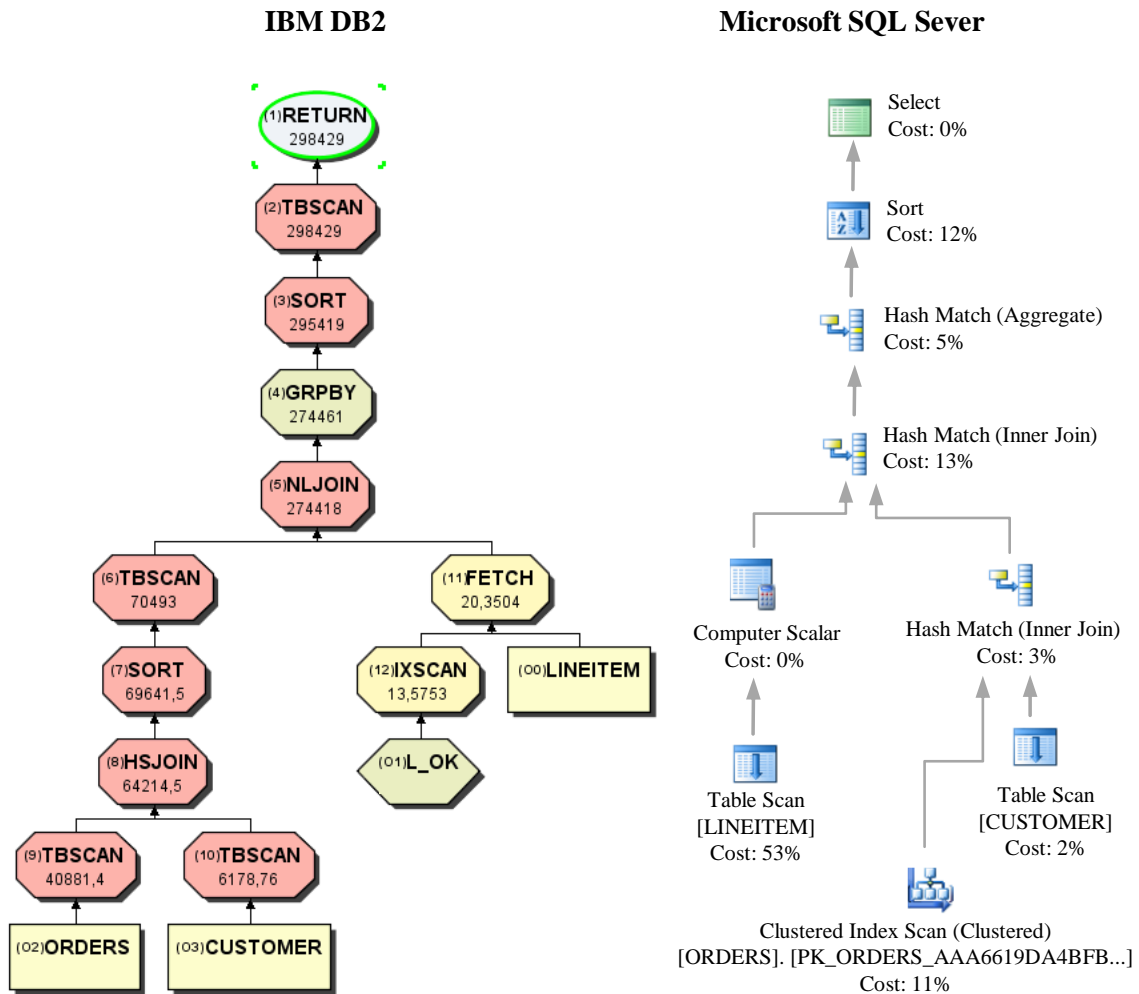 IBM DB2
(1)RETURN
298429
(2)TBSCAN
298429
(3)SORT
295419
(4)GRPBY
274461
(5)NLJOIN
274418
(6)TBSCAN
70493
(11)FETCH
20,3504
(7)SORT
69641,5
(12)IXSCAN
13,5753
(O0)LINEITEM
(8)HSJOIN
64214,5
(O1)L_OK
(9)TBSCAN
40881,4
(10)TBSCAN
6178,76
(O2)ORDERS
(O3)CUSTOMER
Microsoft SQL Sever
Select
Cost: 0%
Sort
Cost: 12%
Hash Match (Aggregate)
Cost: 5%
Hash Match (Inner Join)
Cost: 13%
Computer Scalar
Cost: 0%
Hash Match (Inner Join)
Cost: 3%
Table Scan
[LINEITEM]
Cost: 53%
Table Scan
[CUSTOMER]
Cost: 2%
Clustered Index Scan (Clustered)
[ORDERS]. [PK_ORDERS_AAA6619DA4BFB...]
Cost: 11%